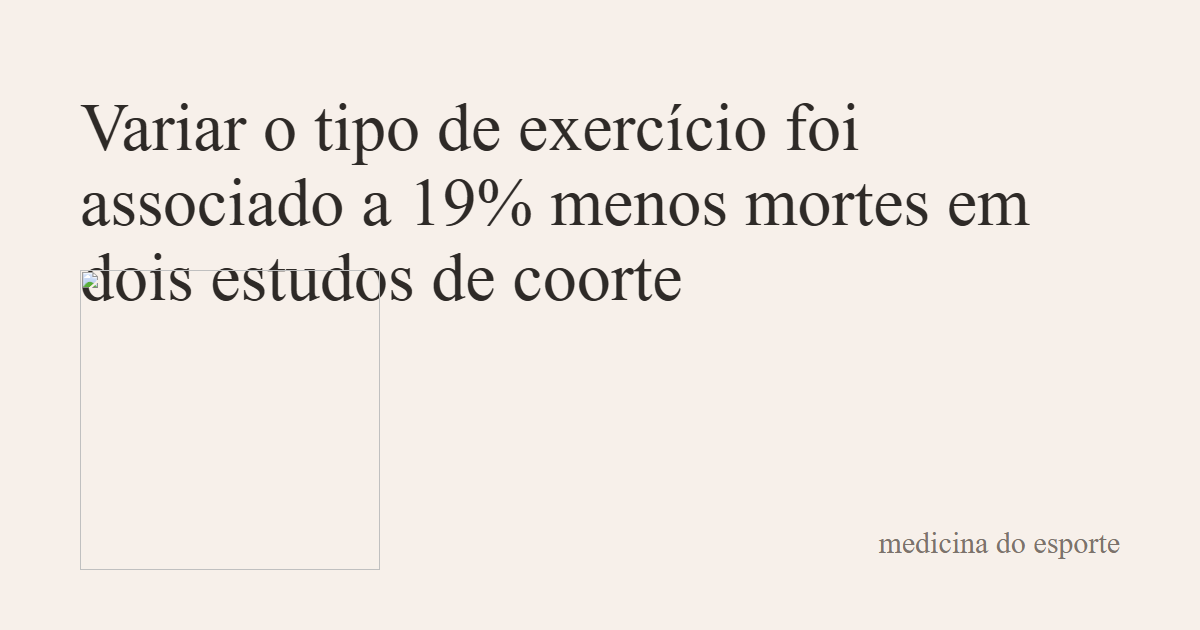 Variar o tipo de exercício foi
associado a 19% menos mortes em
dois estudos de coorte
medicina do esporte